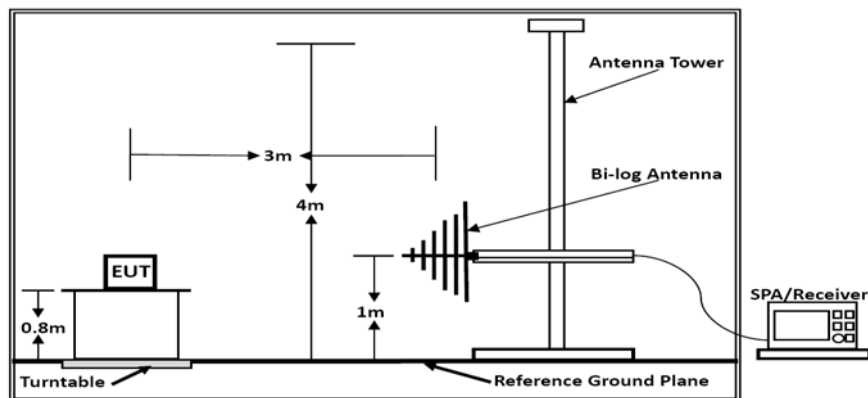 Antenna Tower
3m
Bi-log Antenna
4m
EUT
SPA/Receiver
0.8m
1m
Turntable
Reference Ground Plane